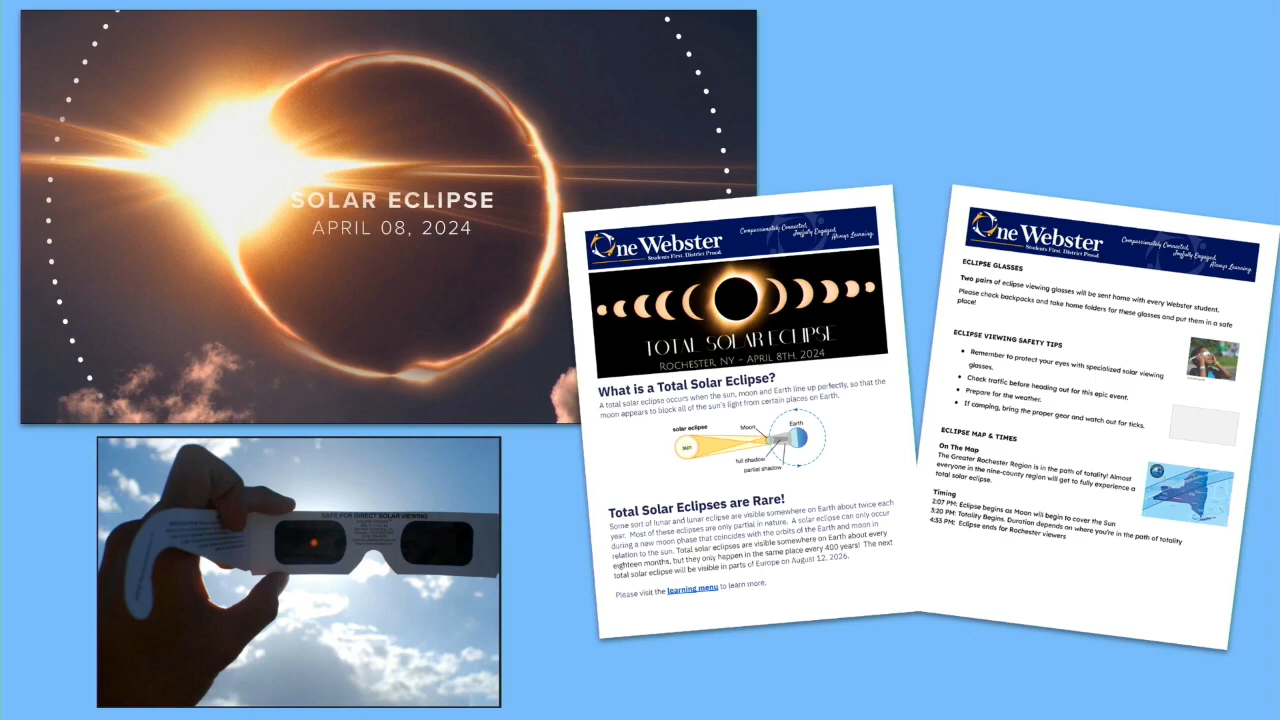 SOLAR ECLIPSE
APRIL 08, 2024
SAFE FOR DIRECT SOLAR VIEWING
One Webster
Students First. District Proud.
Compassionately Connected,
Joyfully Engaged,
Always Learning.
TOTAL SOLAR ECLIPSE
ROCHESTER, NY – APRIL 8TH, 2024
What is a Total Solar Eclipse?
A total solar eclipse occurs when the sun, moon and Earth line up perfectly, so that the
moon appears to block all of the sun's light from certain places on Earth.
solar eclipse
Moon
Earth
sun
full shadow
partial shadow
Total Solar Eclipses are Rare!
Some sort of lunar and lunar eclipse are visible somewhere on Earth about twice each
year. Most of these eclipses are only partial in nature. A solar eclipse can only occur
during a new moon phase that coincides with the orbits of the Earth and moon in
relation to the sun. Total solar eclipses are visible somewhere on Earth about every
eighteen months, but they only happen in the same place every 400 years! The next
total solar eclipse will be visible in parts of Europe on August 12, 2026.
Please visit the learning menu to learn more.
One Webster
Students First. District Proud.
Compassionately Connected,
Joyfully Engaged,
Always Learning.
ECLIPSE GLASSES
Two pairs of eclipse viewing glasses will be sent home with every Webster student.
Please check backpacks and take home folders for these glasses and put them in a safe
place!
ECLIPSE VIEWING SAFETY TIPS
• Remember to protect your eyes with specialized solar viewing
glasses.
• Check traffic before heading out for this epic event.
• Prepare for the weather.
• If camping, bring the proper gear and watch out for ticks.
ECLIPSE MAP & TIMES
On The Map
The Greater Rochester Region is in the path of totality! Almost
everyone in the nine-county region will get to fully experience a
total solar eclipse.
Timing
2:07 PM: Eclipse begins as Moon will begin to cover the Sun
3:20 PM: Totality Begins. Duration depends on where you're in the path of totality
4:33 PM: Eclipse ends for Rochester viewers